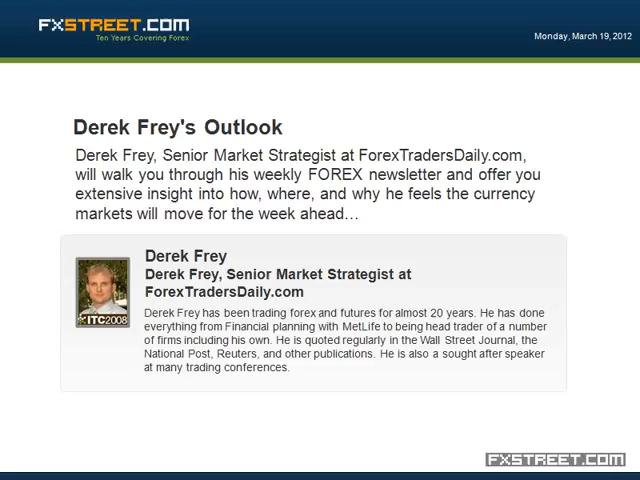 FXSTREET.COM
Ten Years Covering Forex
Monday, March 19, 2012
Derek Frey's Outlook
Derek Frey, Senior Market Strategist at ForexTradersDaily.com,
will walk you through his weekly FOREX newsletter and offer you
extensive insight into how, where, and why he feels the currency
markets will move for the week ahead…
Derek Frey
Derek Frey, Senior Market Strategist at
ForexTradersDaily.com
Derek Frey has been trading forex and futures for almost 20 years. He has done
everything from Financial planning with MetLife to being head trader of a number
of firms including his own. He is quoted regularly in the Wall Street Journal, the
National Post, Reuters, and other publications. He is also a sought after speaker
at many trading conferences.
ITC2008
FXSTREET.COM